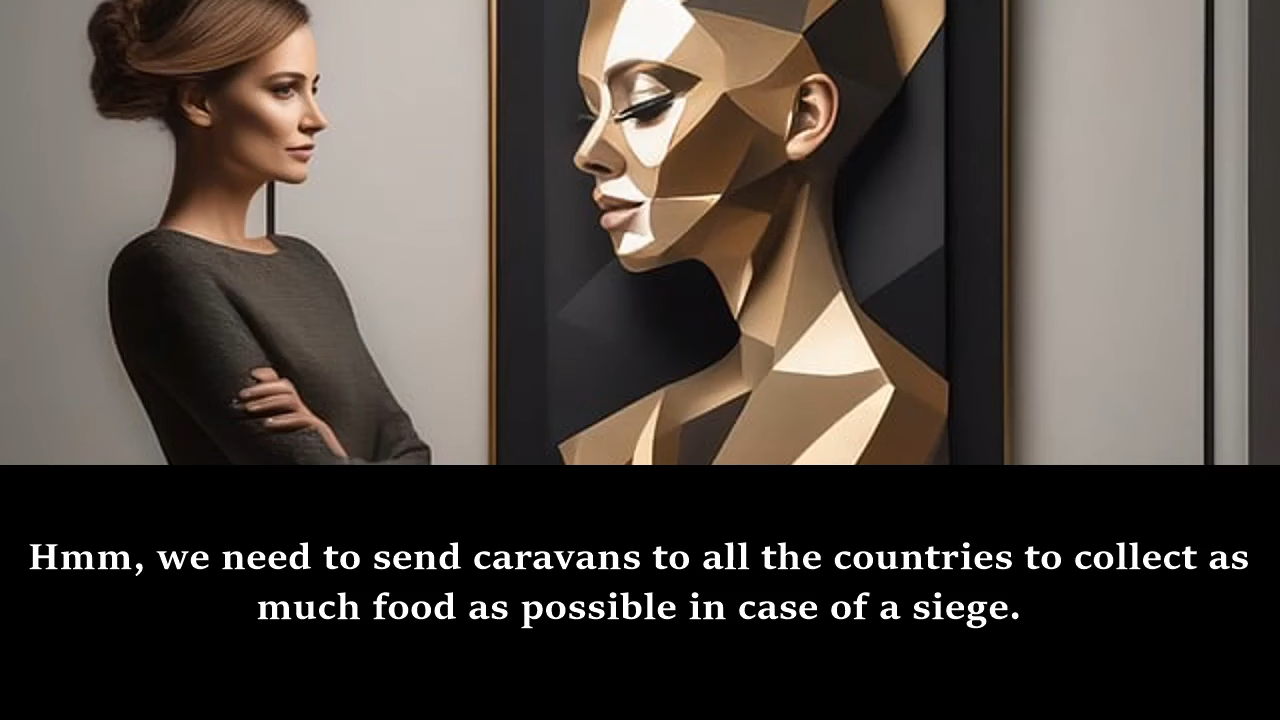 Hmm, we need to send caravans to all the countries to collect as
much food as possible in case of a siege.